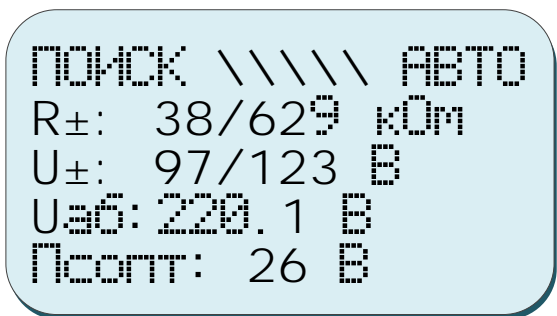 ПОИСК \\\\\ АВТО
R±: 38/629 кОм
U±: 97/123 В
Uаб: 220.1 В
Псопт: 26 В